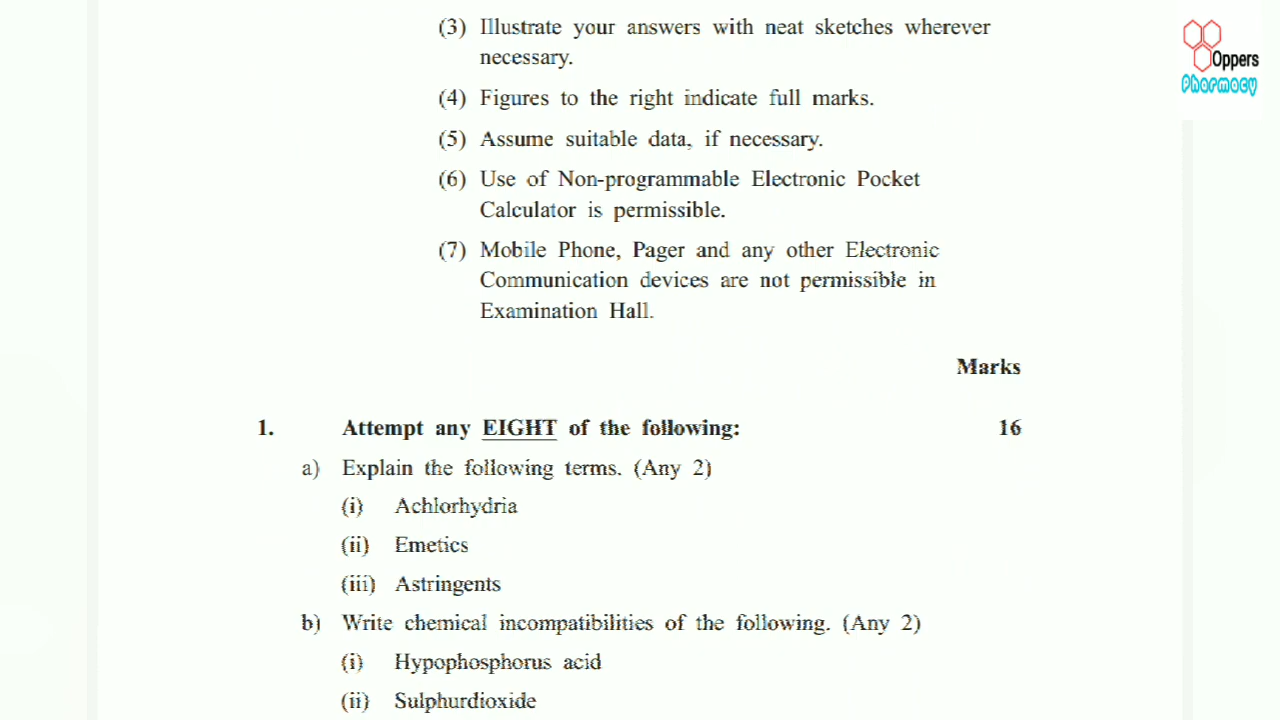 (3) Illustrate your answers with neat sketches wherever
necessary.
(4) Figures to the right indicate full marks.
(5) Assume suitable data, if necessary.
(6) Use of Non-programmable Electronic Pocket
Calculator is permissible.
(7) Mobile Phone, Pager and any other Electronic
Communication devices are not permissible in
Examination Hall.
Marks
1. Attempt any EIGHT of the following: 16
a) Explain the following terms. (Any 2)
(i) Achlorhydria
(ii) Emetics
(iii) Astringents
b) Write chemical incompatibilities of the following. (Any 2)
(i) Hypophosphorus acid
(ii) Sulphurdioxide
Oppers
Pharmacy